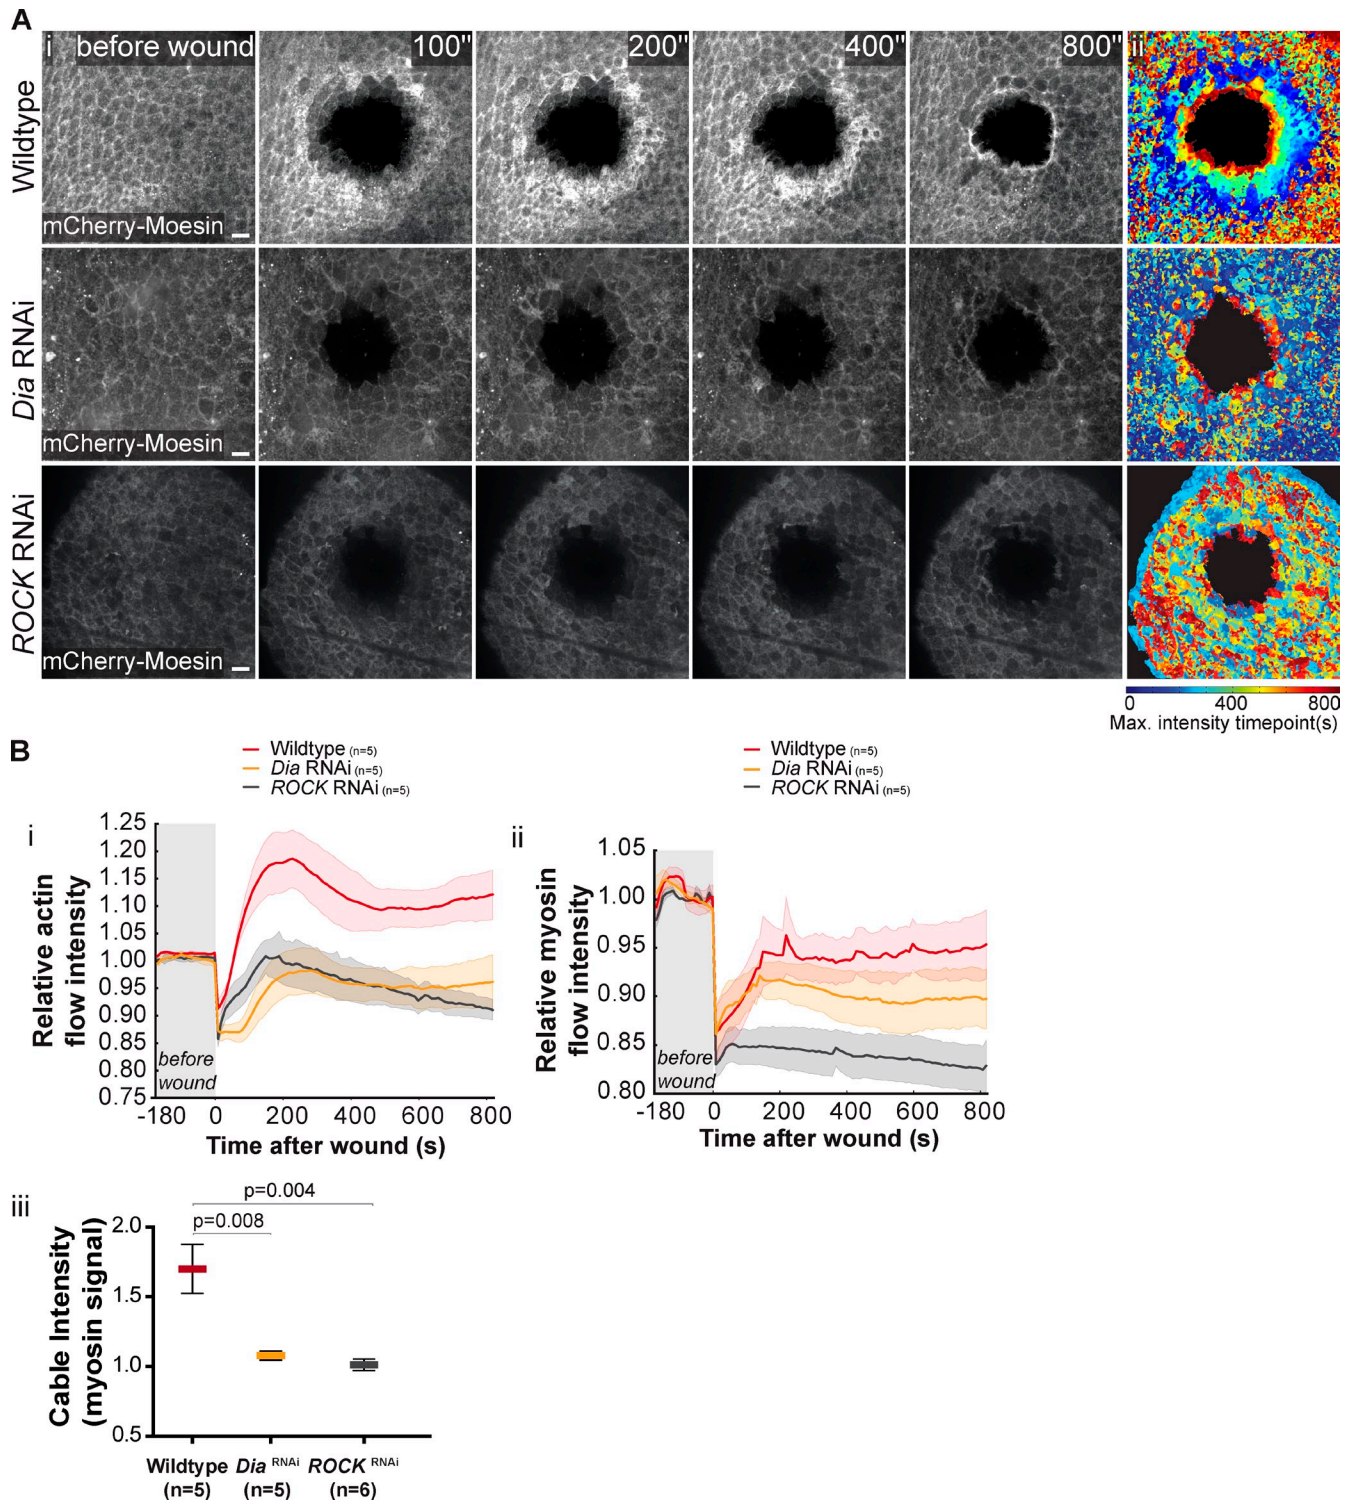 A
i before wound 100" 200" 400" 800" ii
Wildtype
mCherry-Moesin
Dia RNAi
mCherry-Moesin
ROCK RNAi
mCherry-Moesin
0 400 800
Max. intensity timepoint(s)
B
Wildtype (n=5)
Dia RNAi (n=5)
ROCK RNAi (n=5)
i
Relative actin
flow intensity
1.25
1.20
1.15
1.10
1.05
1.00
0.95
0.90
0.85
0.80
0.75
before
wound
-180 0 200 400 600 800
Time after wound (s)
Wildtype (n=5)
Dia RNAi (n=5)
ROCK RNAi (n=5)
ii
Relative myosin
flow intensity
1.05
1.00
0.95
0.90
0.85
0.80
before
wound
-180 0 200 400 600 800
Time after wound (s)
iii
p=0.004
p=0.008
Cable Intensity
(myosin signal)
2.0
1.5
1.0
0.5
Wildtype Dia RNAi ROCK RNAi
(n=5) (n=5) (n=6)